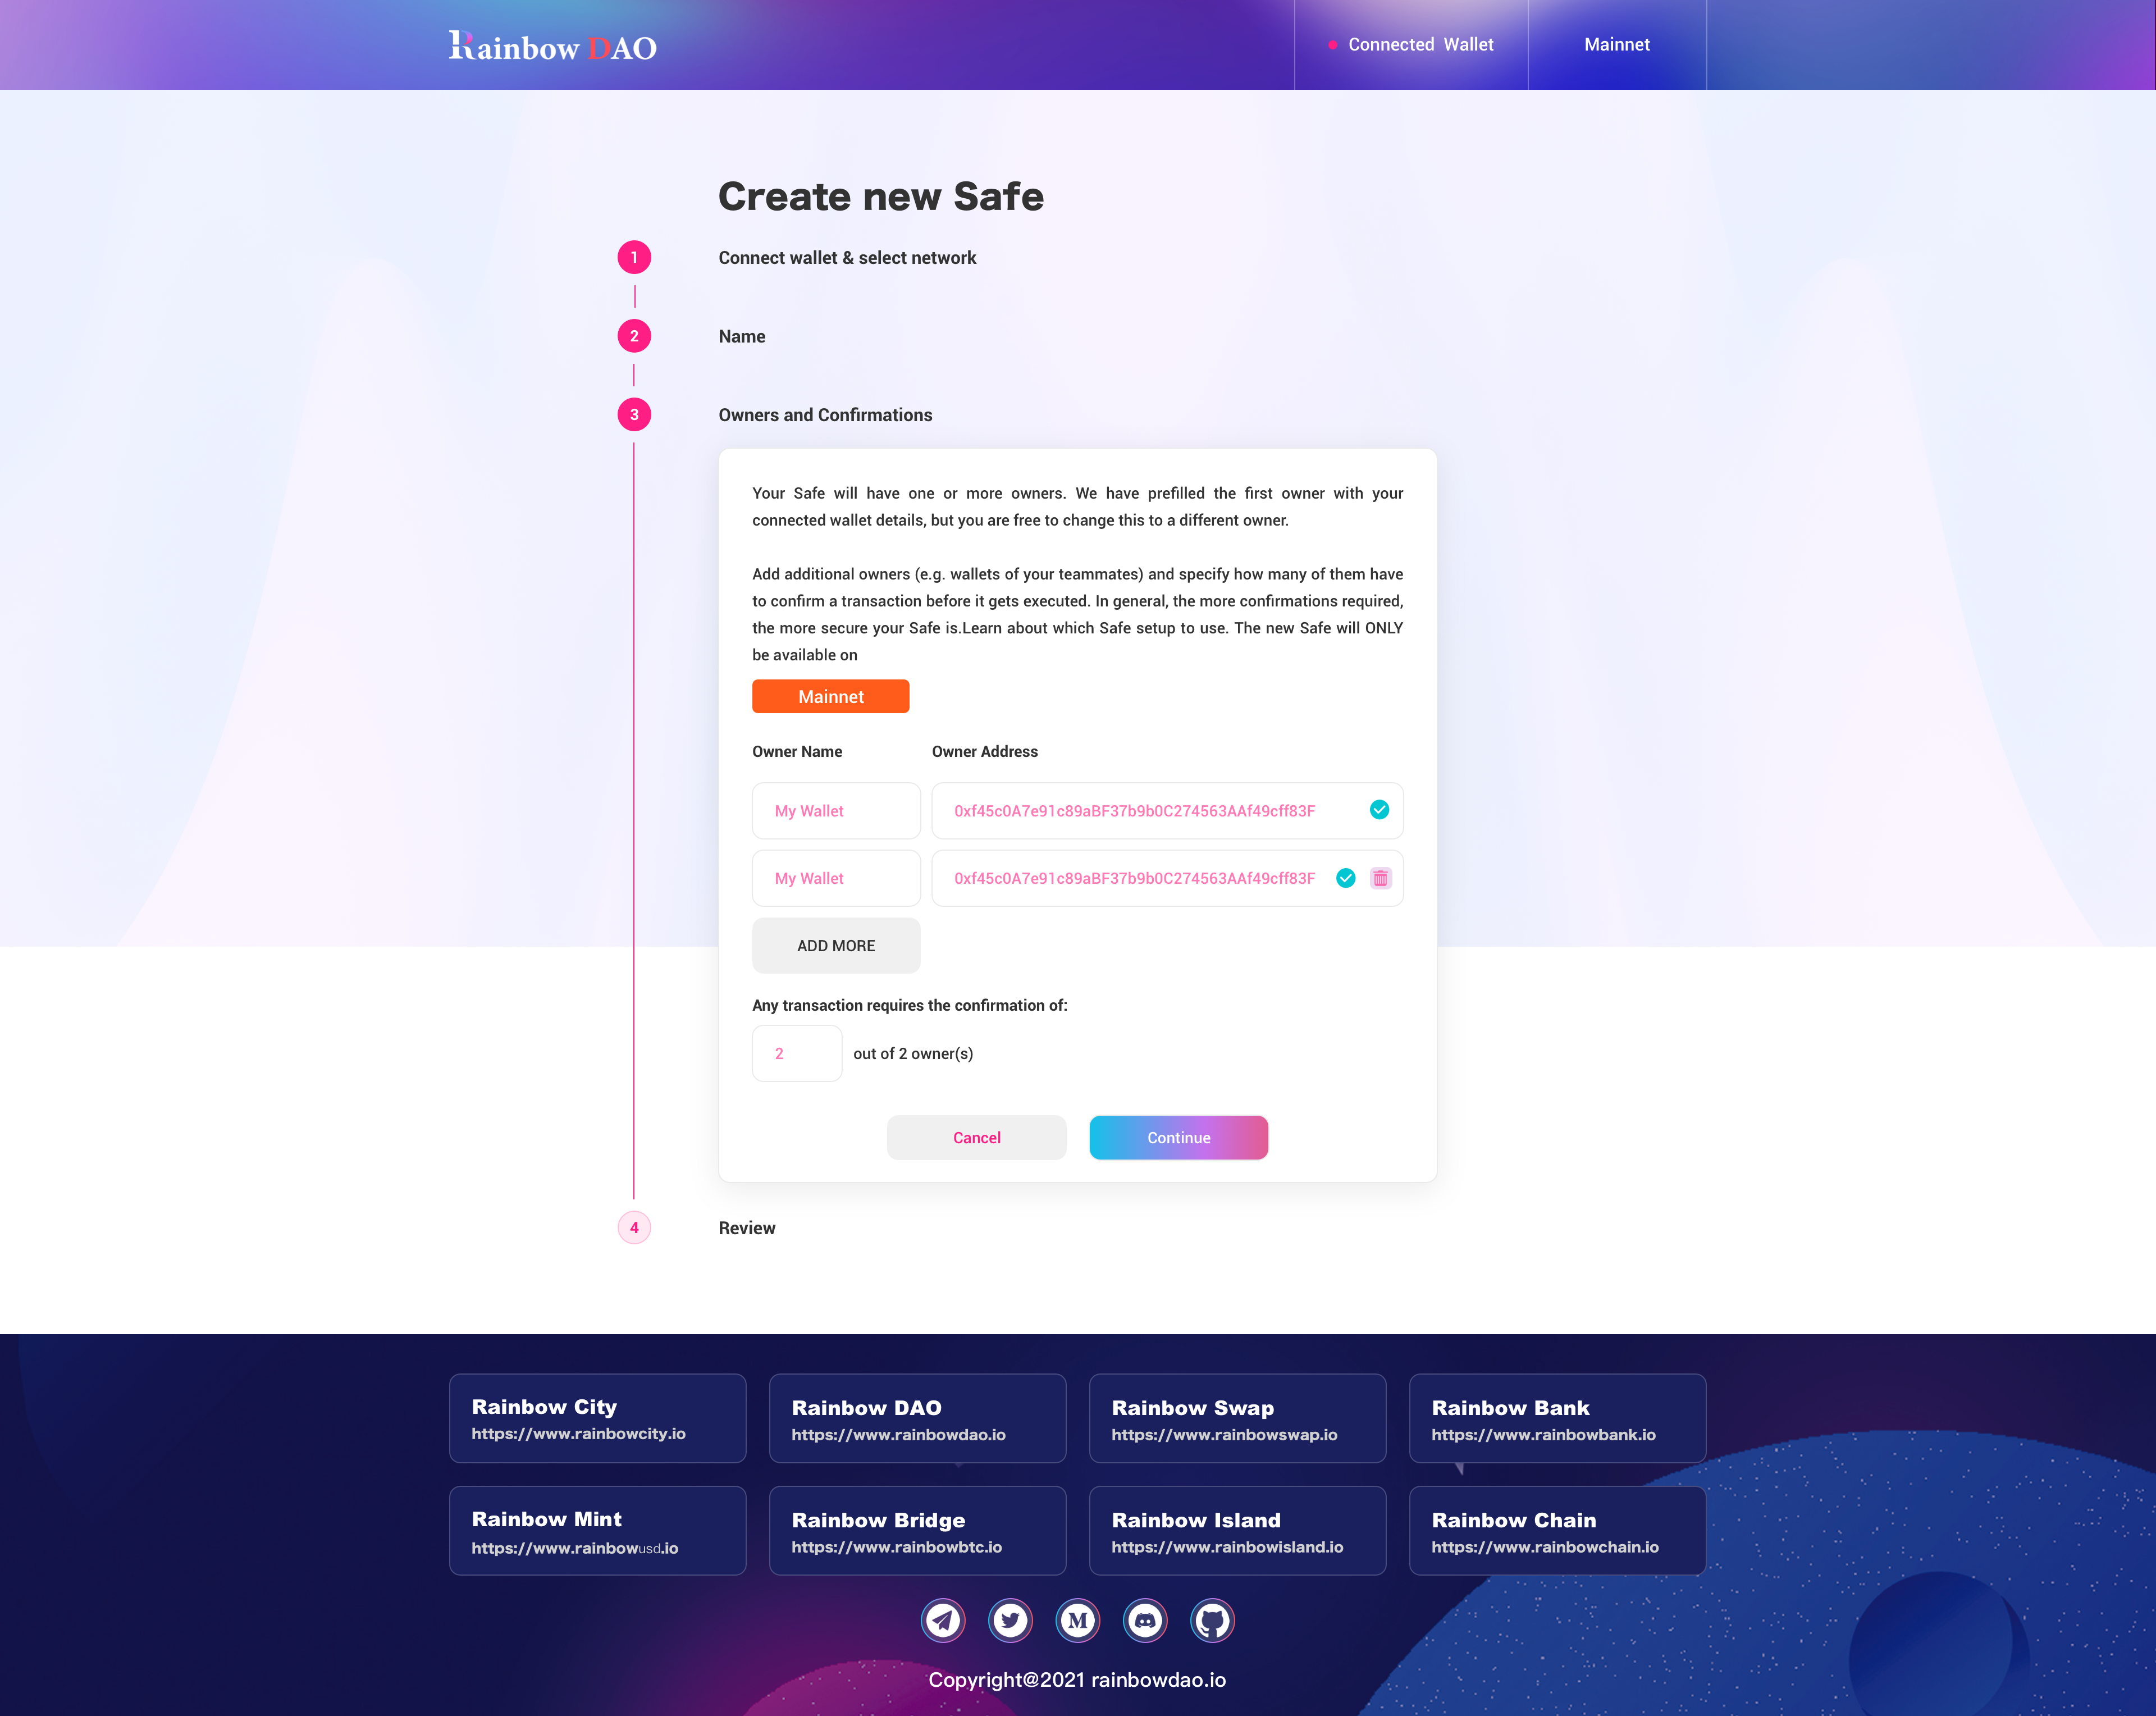 Rainbow DAO
Connected Wallet
Mainnet
Create new Safe
1
Connect wallet & select network
2
Name
3
Owners and Confirmations
Your Safe will have one or more owners. We have prefilled the first owner with your
connected wallet details, but you are free to change this to a different owner.
Add additional owners (e.g. wallets of your teammates) and specify how many of them have
to confirm a transaction before it gets executed. In general, the more confirmations required,
the more secure your Safe is.Learn about which Safe setup to use. The new Safe will ONLY
be available on
Mainnet
Owner Name
Owner Address
My Wallet
0xf45c0A7e91c89aBF37b9b0C274563AAf49cff83F
My Wallet
0xf45c0A7e91c89aBF37b9b0C274563AAf49cff83F
ADD MORE
Any transaction requires the confirmation of:
2
out of 2 owner(s)
Cancel
Continue
4
Review
Rainbow City
https://www.rainbowcity.io
Rainbow DAO
https://www.rainbowdao.io
Rainbow Swap
https://www.rainbowswap.io
Rainbow Bank
https://www.rainbowbank.io
Rainbow Mint
https://www.rainbowusd.io
Rainbow Bridge
https://www.rainbowbtc.io
Rainbow Island
https://www.rainbowisland.io
Rainbow Chain
https://www.rainbowchain.io
M
Copyright@2021 rainbowdao.io